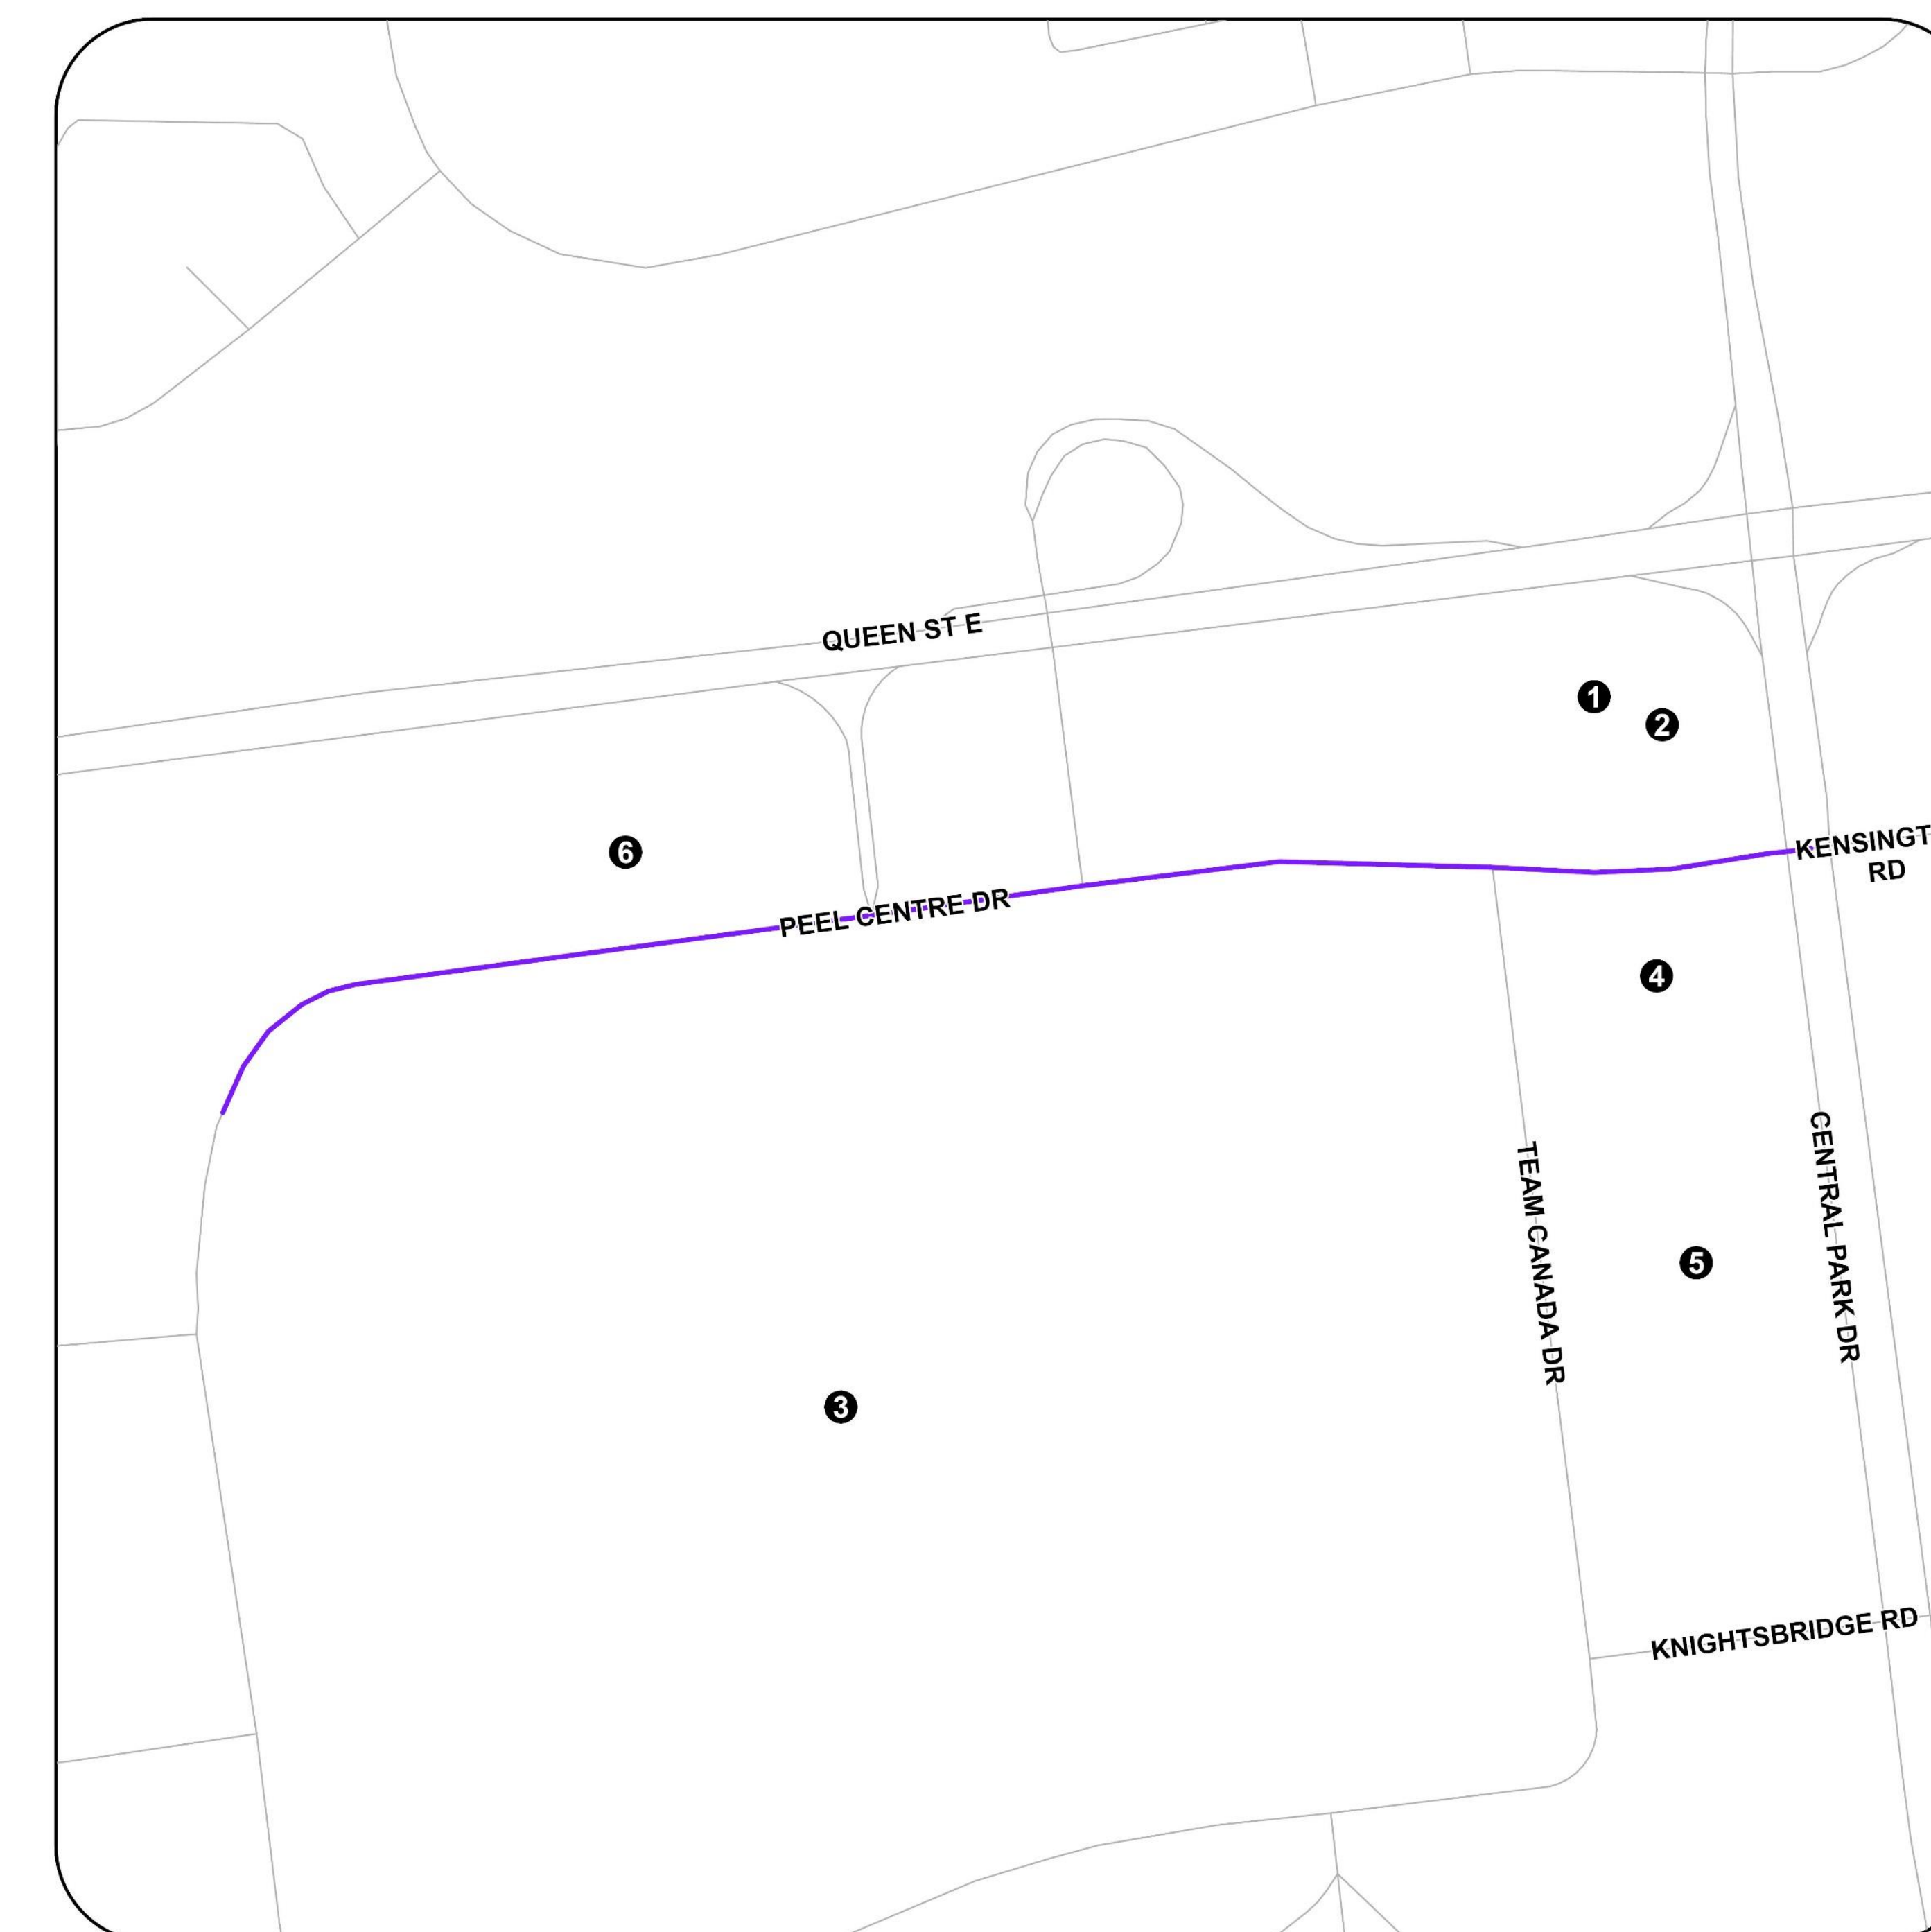 QUEEN ST E
1
2
KENSINGT
RD
6
PEEL CENTRE DR
4
CENTRAL PARK DR
TEAM CANADA DR
5
3
KNIGHTSBRIDGE RD